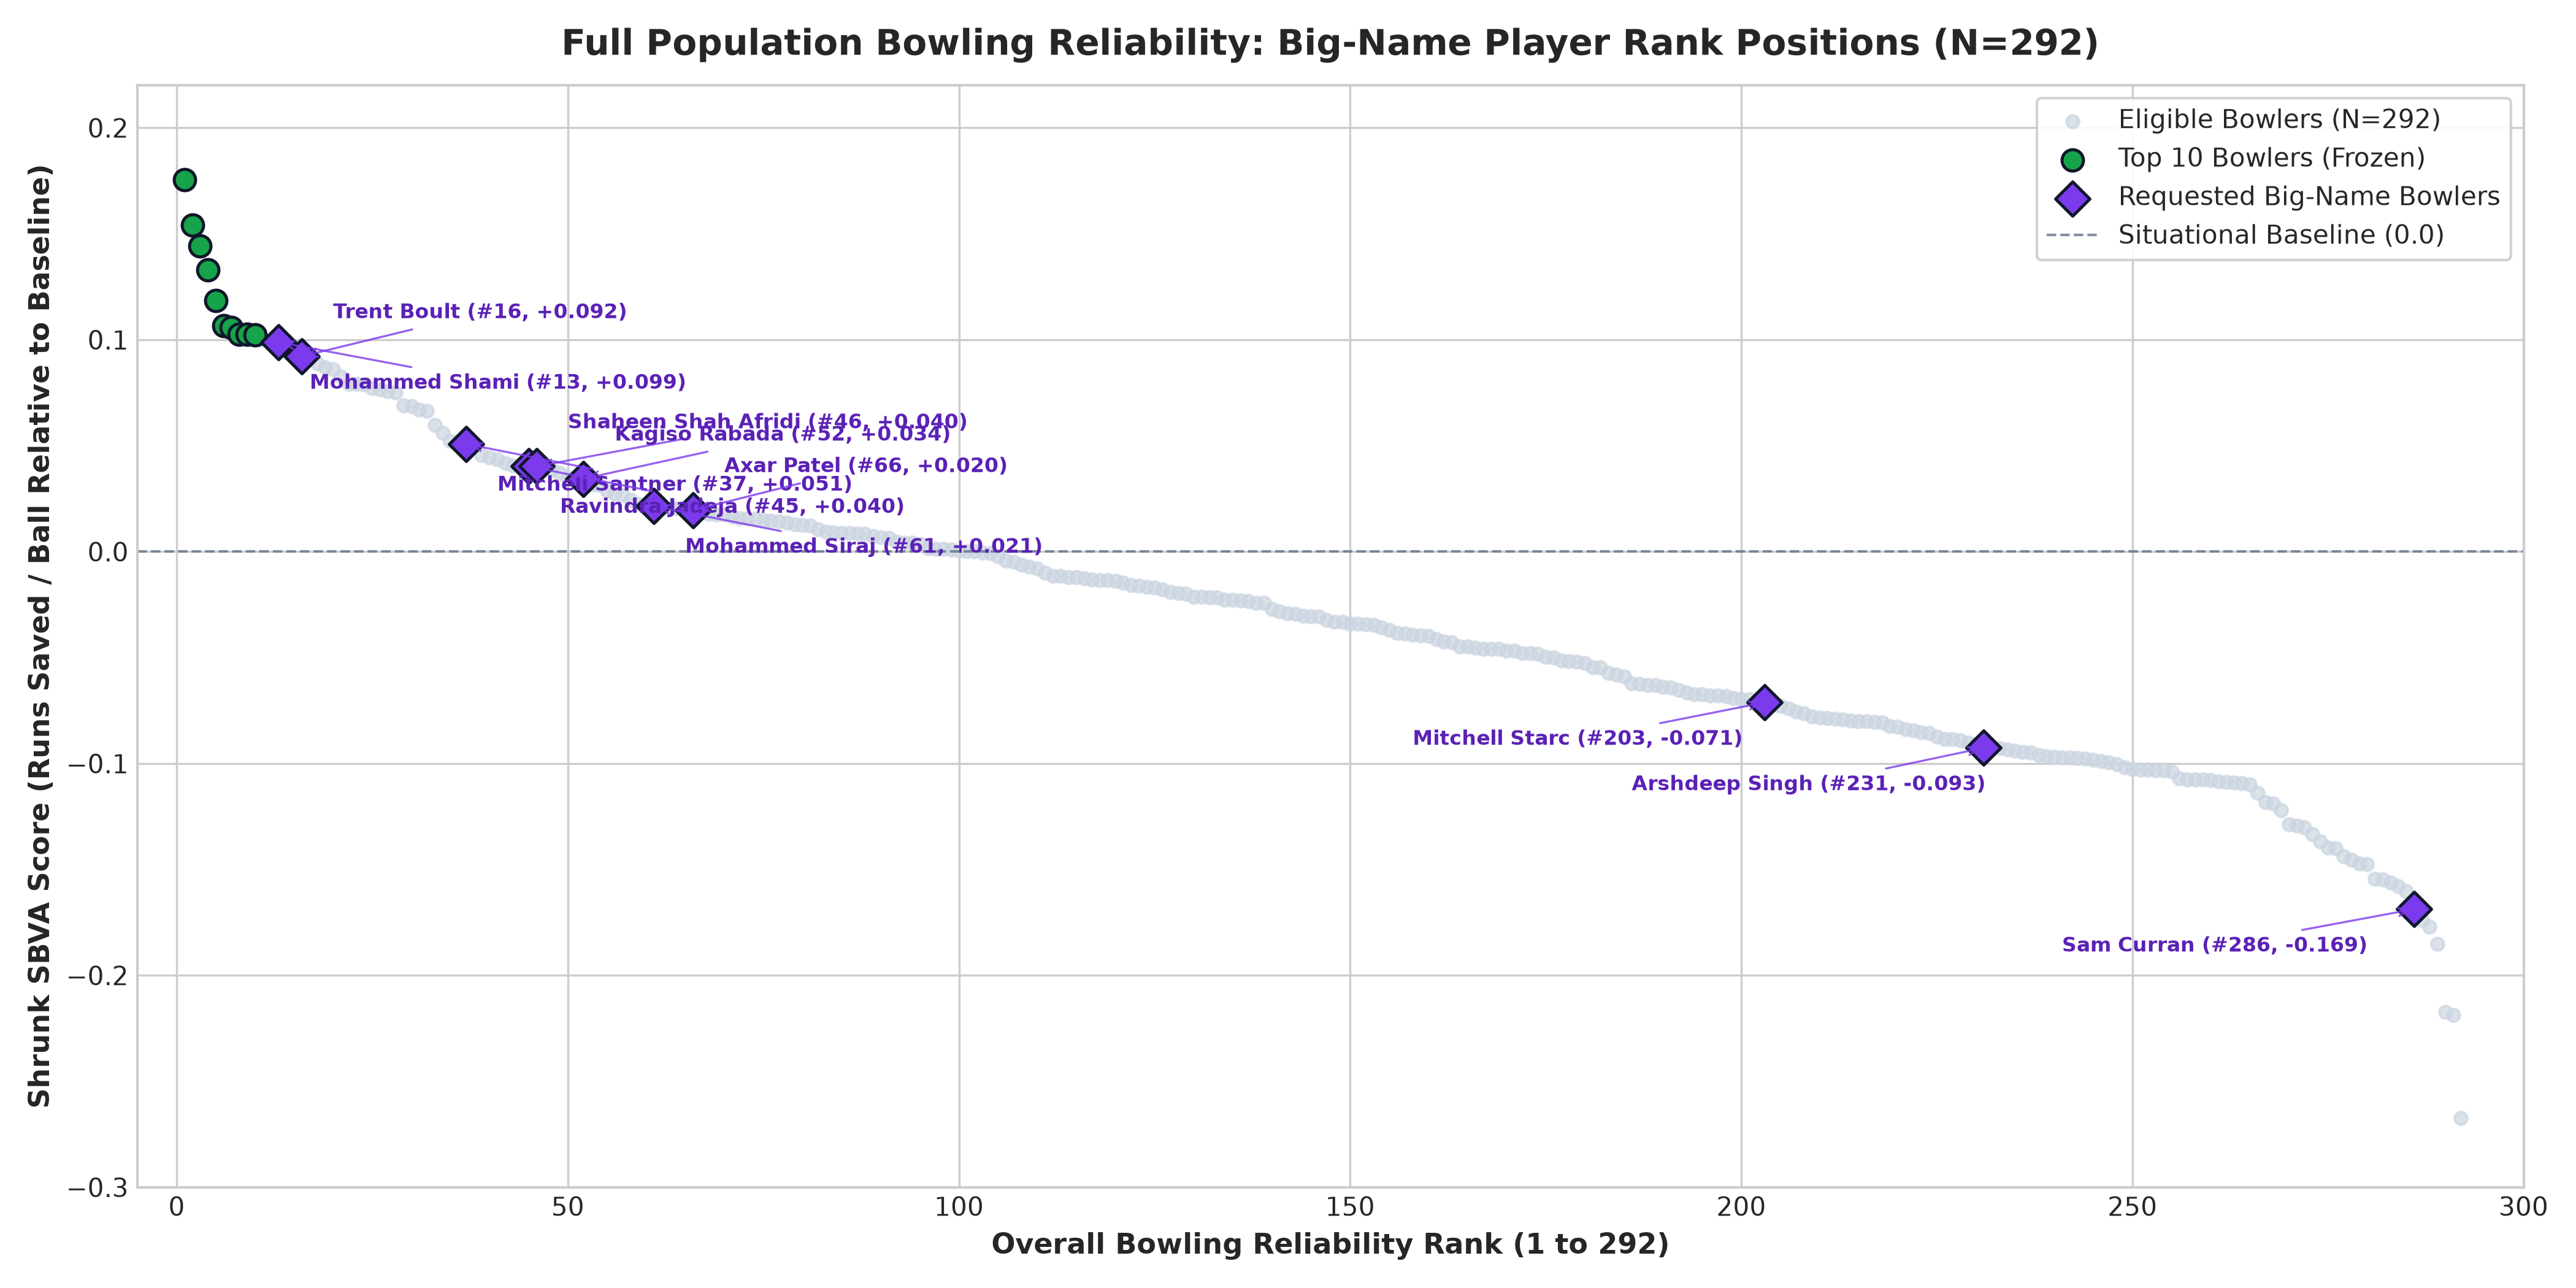 Full Population Bowling Reliability: Big-Name Player Rank Positions (N=292)
Shrunk SBVA Score (Runs Saved / Ball Relative to Baseline)
0.2
0.1
0.0
−0.1
−0.2
−0.3
Eligible Bowlers (N=292)
Top 10 Bowlers (Frozen)
Requested Big-Name Bowlers
Situational Baseline (0.0)
Trent Boult (#16, +0.092)
Mohammed Shami (#13, +0.099)
Shaheen Shah Afridi (#46, +0.040)
Kagiso Rabada (#52, +0.034)
Axar Patel (#66, +0.020)
Mitchell Santner (#37, +0.051)
Ravindra Jadeja (#45, +0.040)
Mohammed Siraj (#61, +0.021)
Mitchell Starc (#203, -0.071)
Arshdeep Singh (#231, -0.093)
Sam Curran (#286, -0.169)
0
50
100
150
200
250
300
Overall Bowling Reliability Rank (1 to 292)